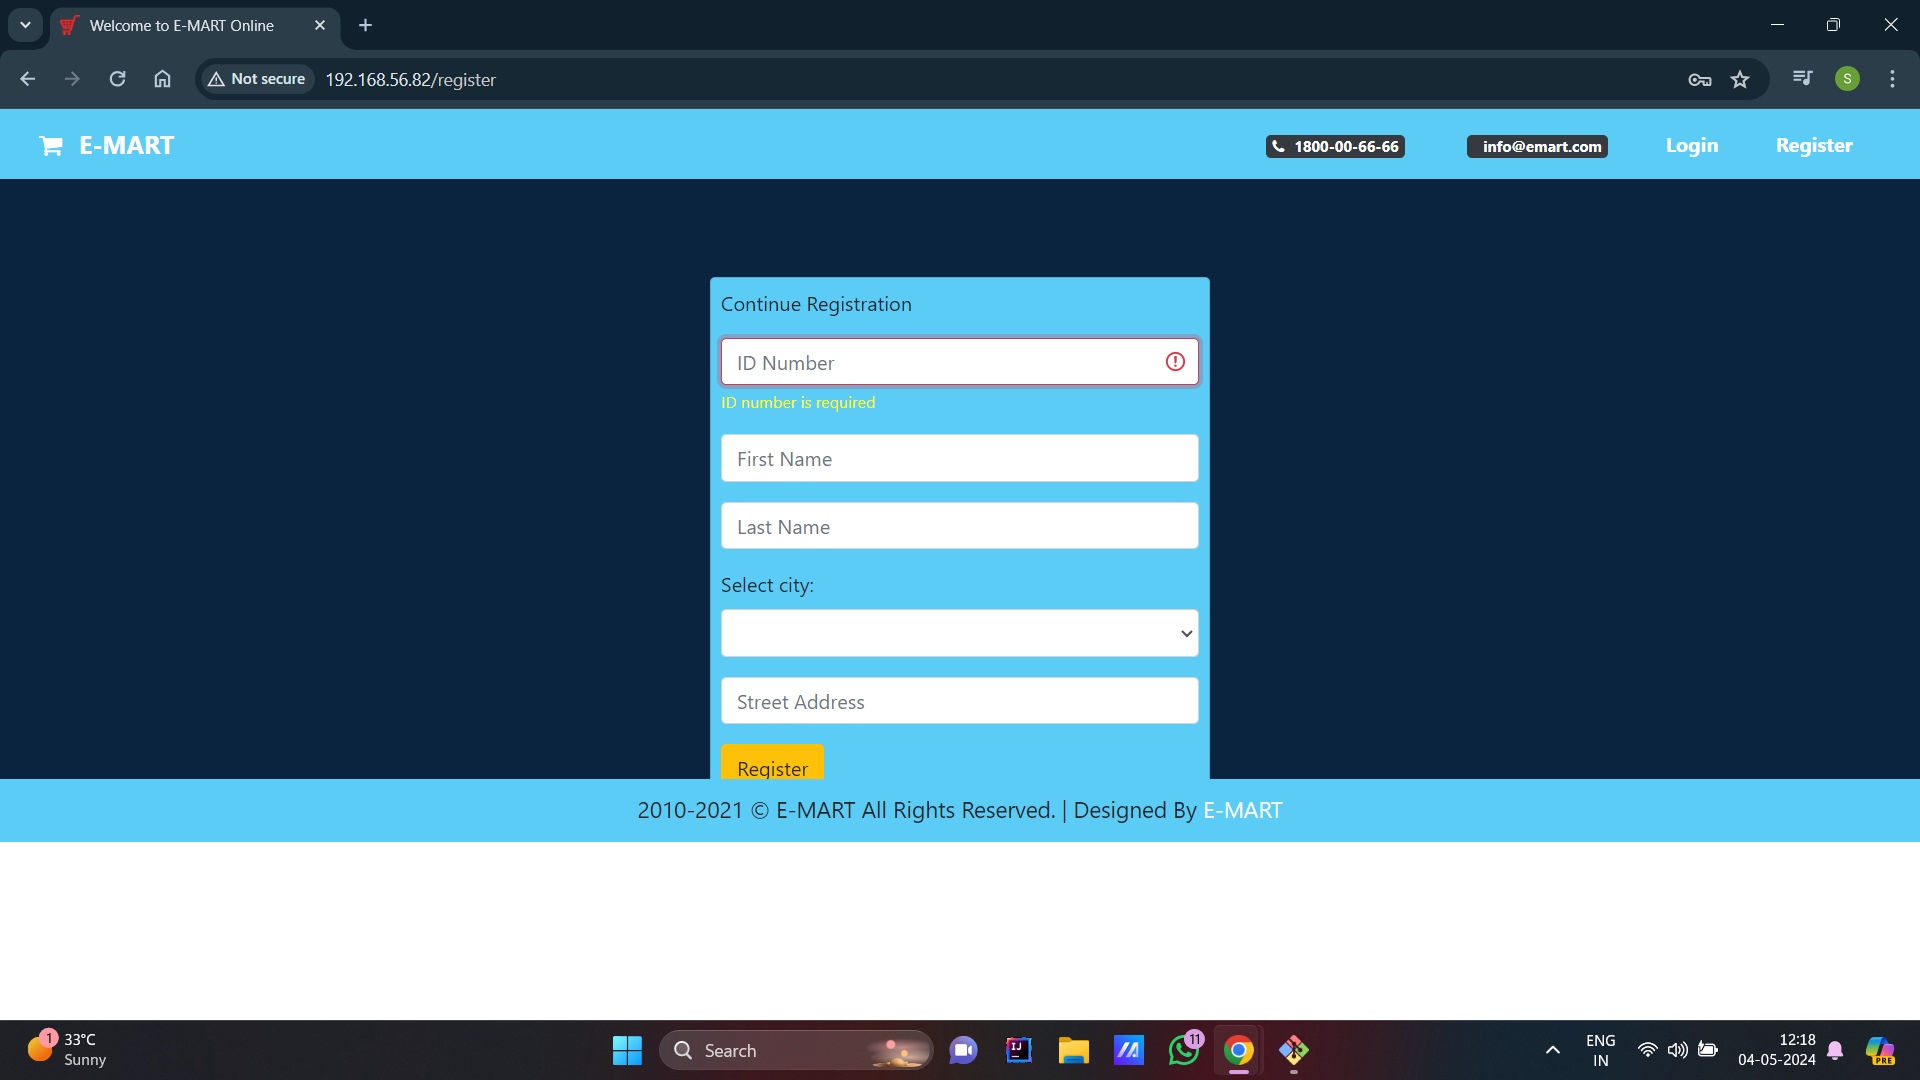 Welcome to E-MART Online
Not secure
192.168.56.82/register
S
E-MART
1800-00-66-66
info@emart.com
Login
Register
Continue Registration
ID Number
ID number is required
First Name
Last Name
Select city:
Street Address
Register
2010-2021 © E-MART All Rights Reserved. | Designed By E-MART
1
33°C
Sunny
Search
IJ
11
ENG
IN
12:18
04-05-2024
PRE